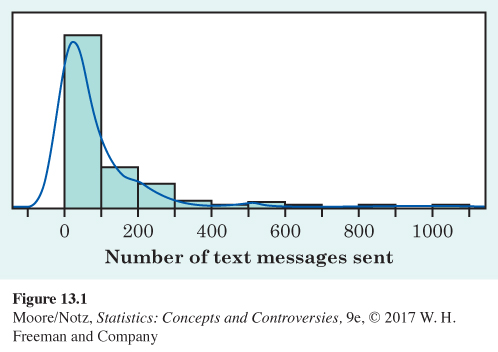 0 200 400 600 800 1000
Number of text messages sent
Figure 13.1
Moore/Notz, Statistics: Concepts and Controversies, 9e, © 2017 W. H.
Freeman and Company